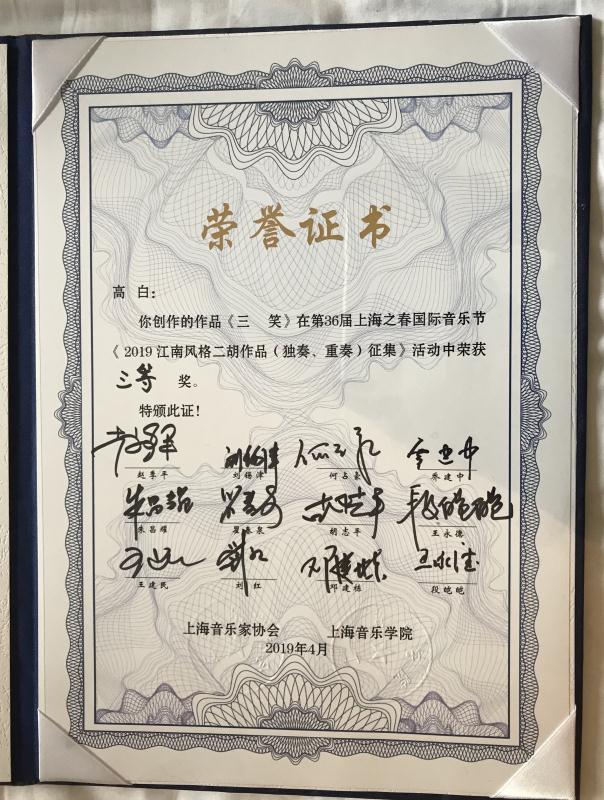 荣誉证书
高 白：
你创作的作品《三 笑》在第36届上海之春国际音乐节
《2019江南风格二胡作品（独奏、重奏）征集》活动中荣获
三等 奖。
特颁此证！
赵季平 刘锡津 何占豪 乔建中
朱昌耀 翟春泉 胡志平 王永德
王建民 刘红 邓建栋 段皑皑
上海音乐家协会 上海音乐学院
2019年4月